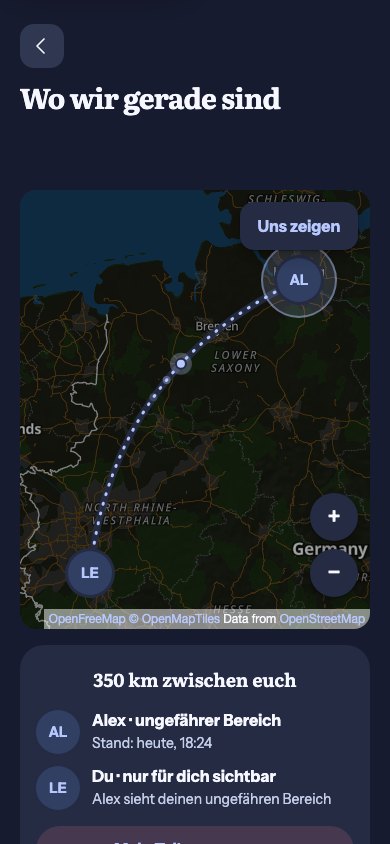 Wo wir gerade sind
SCHLESWIG-
Uns zeigen
AL
Bremen
LOWER
SAXONY
nds
NORTH RHINE-
WESTPHALIA
+
Germany
LE
−
HESSE
OpenFreeMap © OpenMapTiles Data from OpenStreetMap
350 km zwischen euch
AL
Alex · ungefährer Bereich
Stand: heute, 18:24
LE
Du · nur für dich sichtbar
Alex sieht deinen ungefähren Bereich